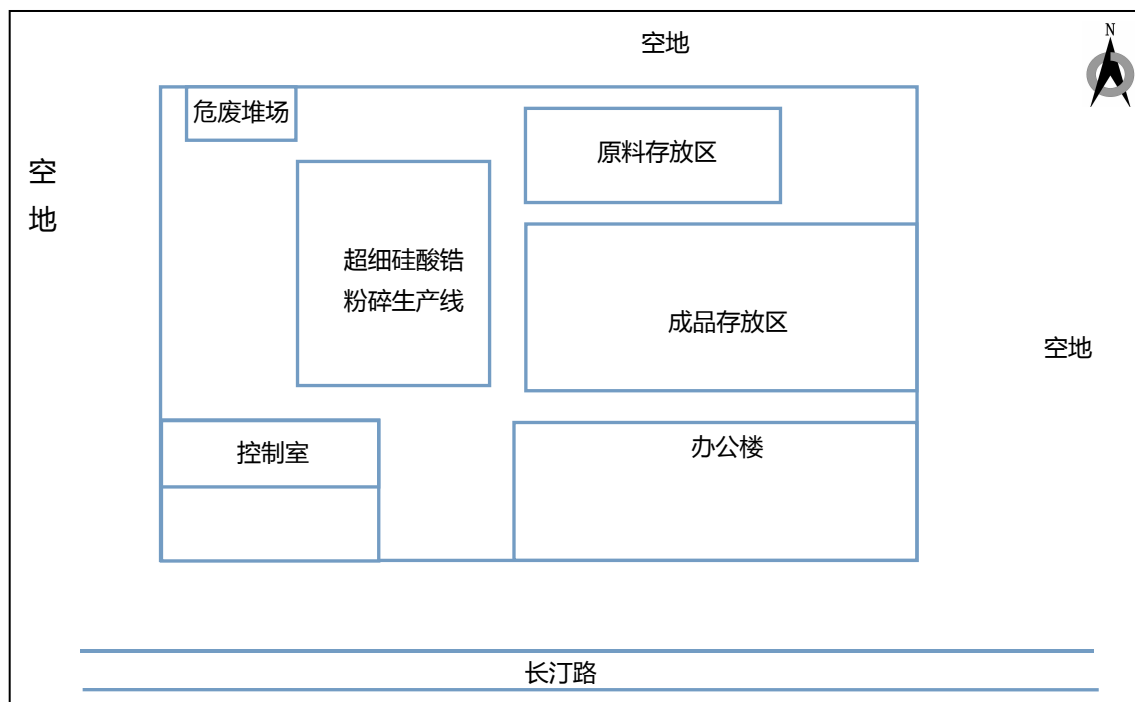 空地
N
危废堆场
原料存放区
空
地
超细硅酸锆
粉碎生产线
成品存放区
空地
控制室
办公楼
长汀路